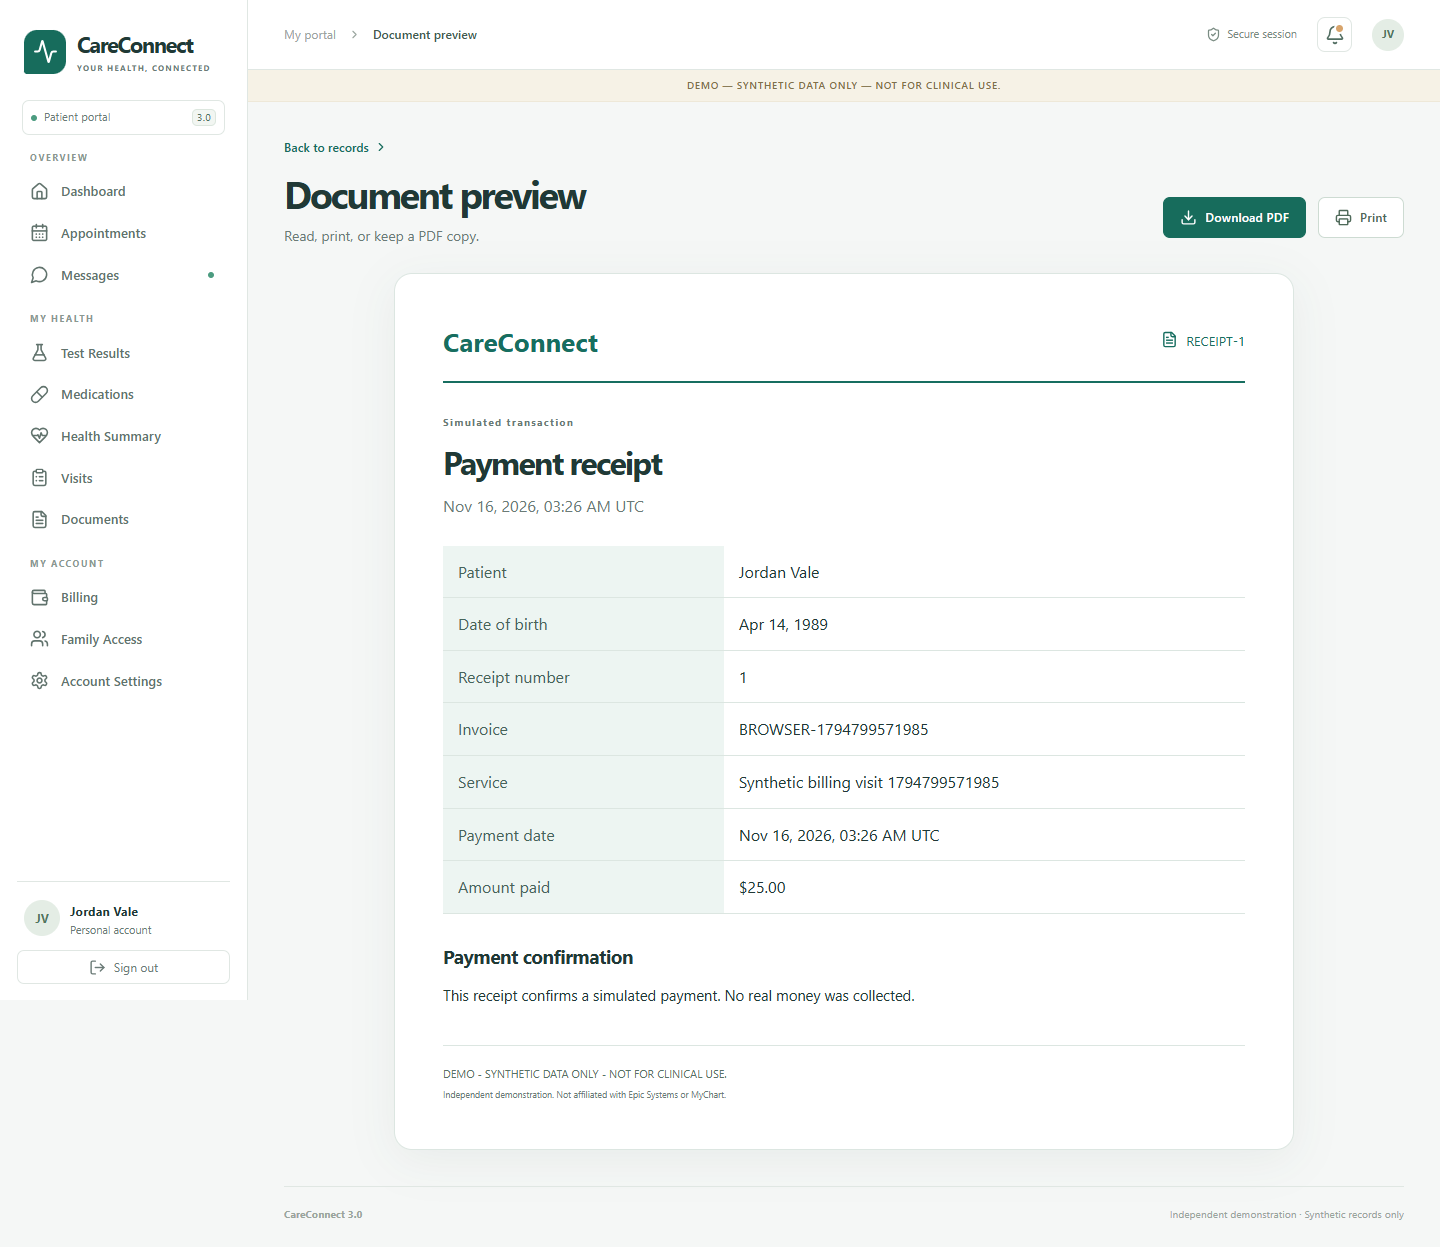 CareConnect
YOUR HEALTH, CONNECTED
Patient portal 3.0
OVERVIEW
Dashboard
Appointments
Messages
MY HEALTH
Test Results
Medications
Health Summary
Visits
Documents
MY ACCOUNT
Billing
Family Access
Account Settings
JV Jordan Vale
Personal account
Sign out
My portal Document preview
Secure session
JV
DEMO — SYNTHETIC DATA ONLY — NOT FOR CLINICAL USE.
Back to records
Document preview
Read, print, or keep a PDF copy.
Download PDF
Print
CareConnect
RECEIPT-1
Simulated transaction
Payment receipt
Nov 16, 2026, 03:26 AM UTC
Patient Jordan Vale
Date of birth Apr 14, 1989
Receipt number 1
Invoice BROWSER-1794799571985
Service Synthetic billing visit 1794799571985
Payment date Nov 16, 2026, 03:26 AM UTC
Amount paid $25.00
Payment confirmation
This receipt confirms a simulated payment. No real money was collected.
DEMO - SYNTHETIC DATA ONLY - NOT FOR CLINICAL USE.
Independent demonstration. Not affiliated with Epic Systems or MyChart.
CareConnect 3.0
Independent demonstration · Synthetic records only